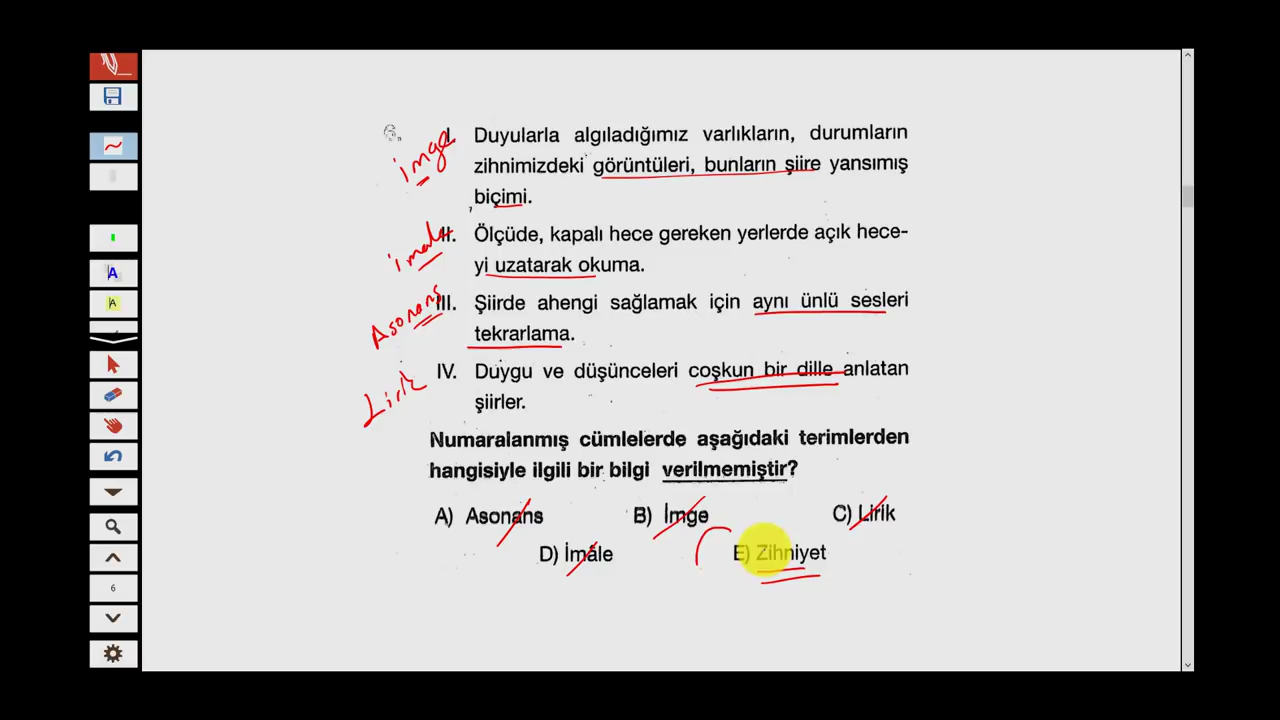 6.
İmge I. Duyularla algıladığımız varlıkların, durumların
zihnimizdeki görüntüleri, bunların şiire yansımış
biçimi.
İmale II. Ölçüde, kapalı hece gereken yerlerde açık hece-
yi uzatarak okuma.
Asonans III. Şiirde ahengi sağlamak için aynı ünlü sesleri
tekrarlama.
Lirik IV. Duygu ve düşünceleri coşkun bir dille anlatan
şiirler.
Numaralanmış cümlelerde aşağıdaki terimlerden
hangisiyle ilgili bir bilgi verilmemiştir?
A) Asonans B) İmge C) Lirik
D) İmâle E) Zihniyet
A
A
6